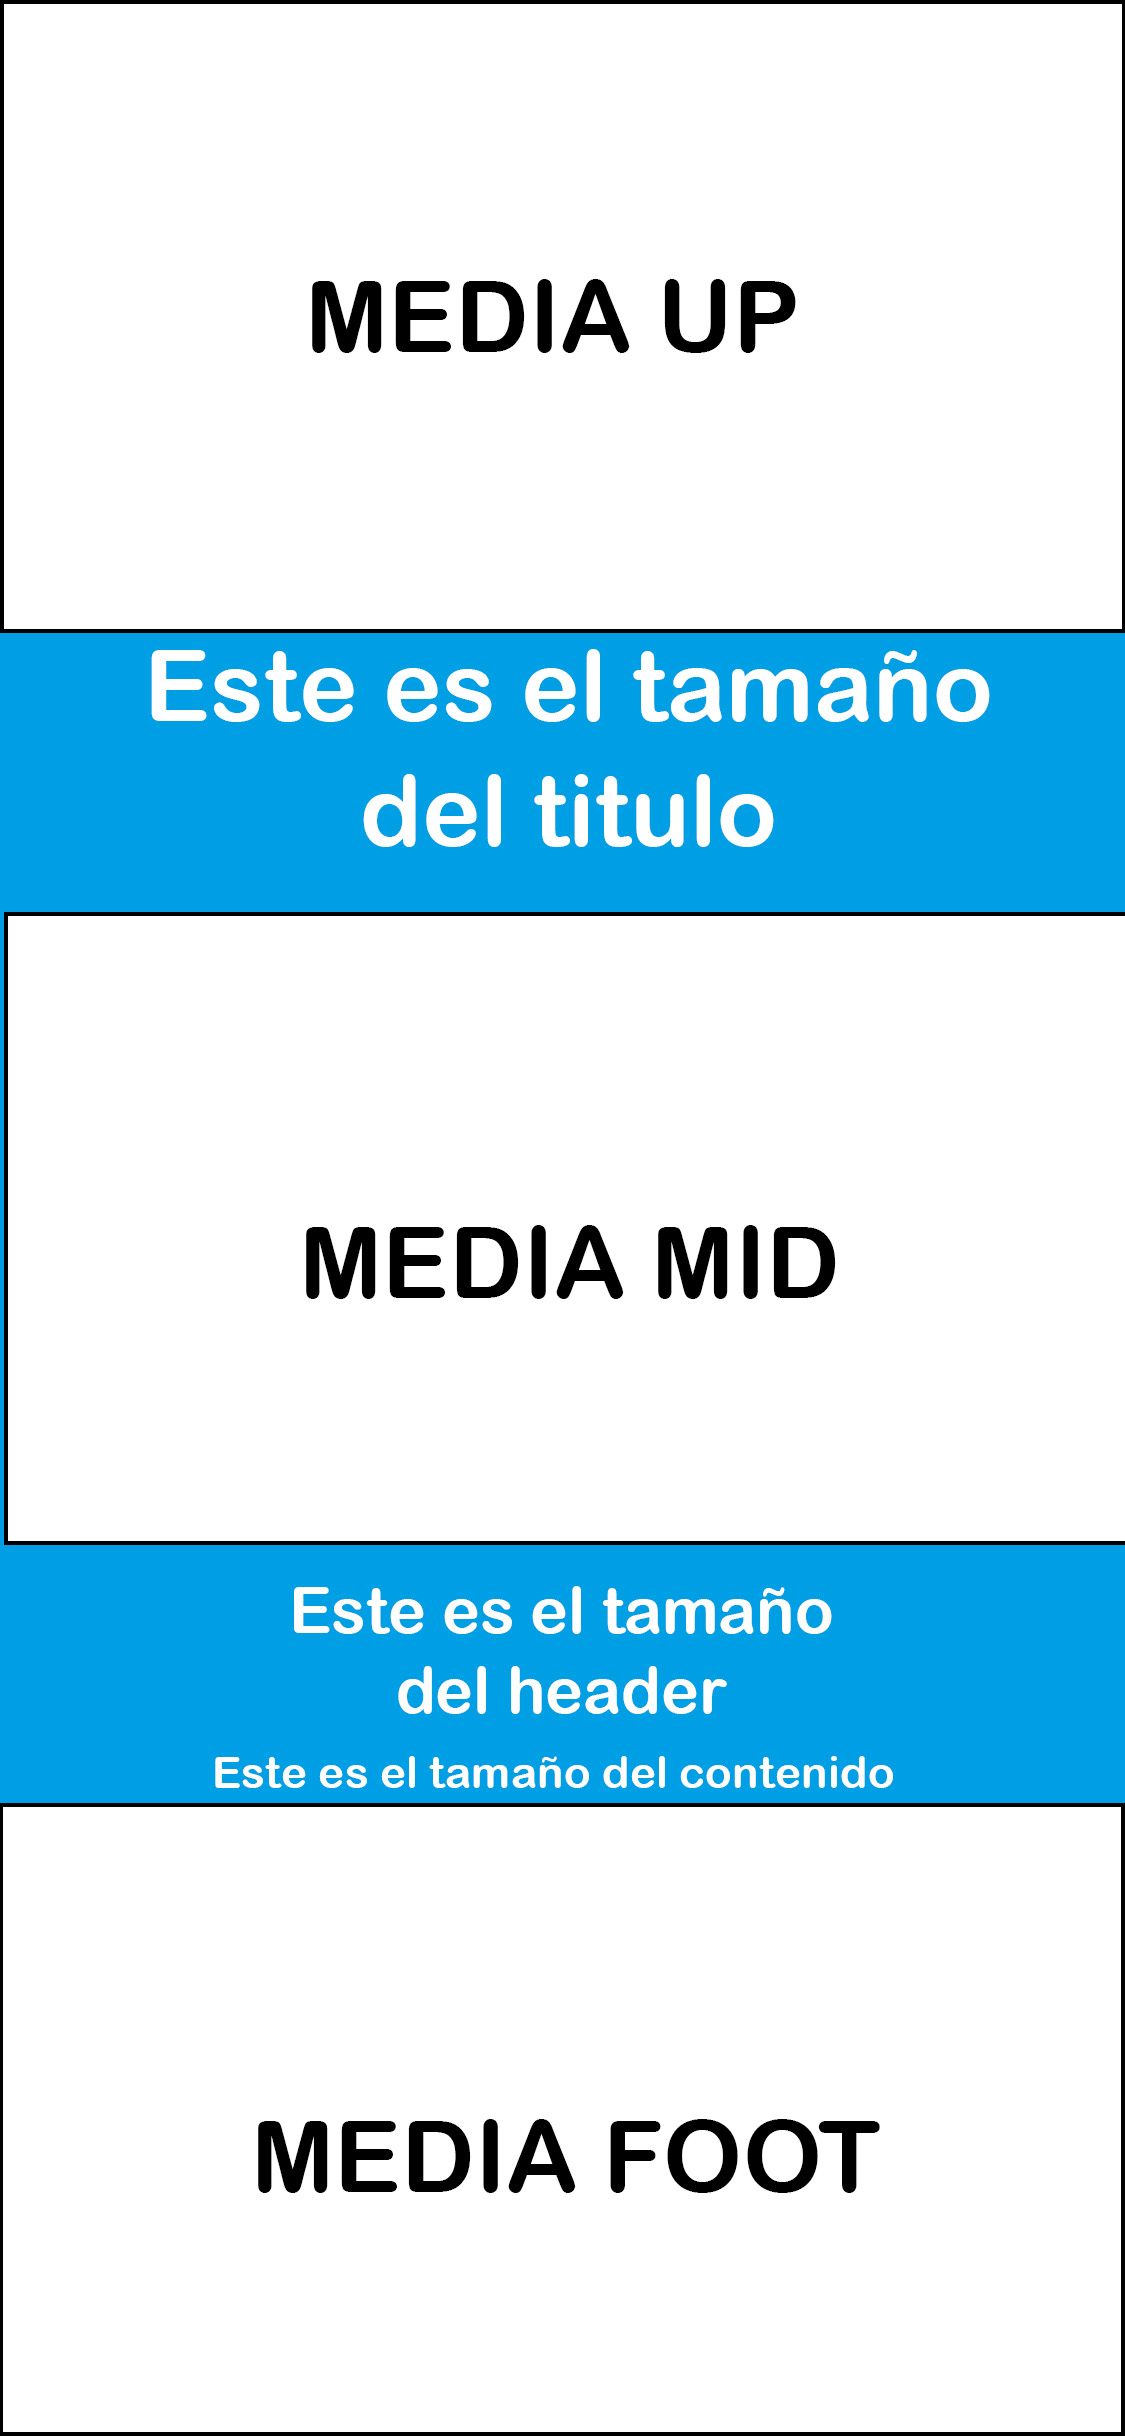 MEDIA UP
Este es el tamaño
del titulo
MEDIA MID
Este es el tamaño
del header
Este es el tamaño del contenido
MEDIA FOOT